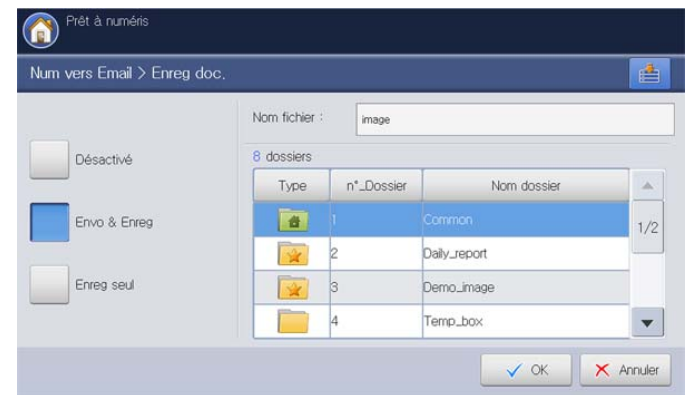 Prêt à numéris
Num vers Email > Enreg doc.
Nom fichier : image
Désactivé
8 dossiers
Type n°_Dossier Nom dossier
Envo & Enreg
1 Common
1/2
2 Daily_report
Enreg seul
3 Demo_image
4 Temp_box
OK Annuler